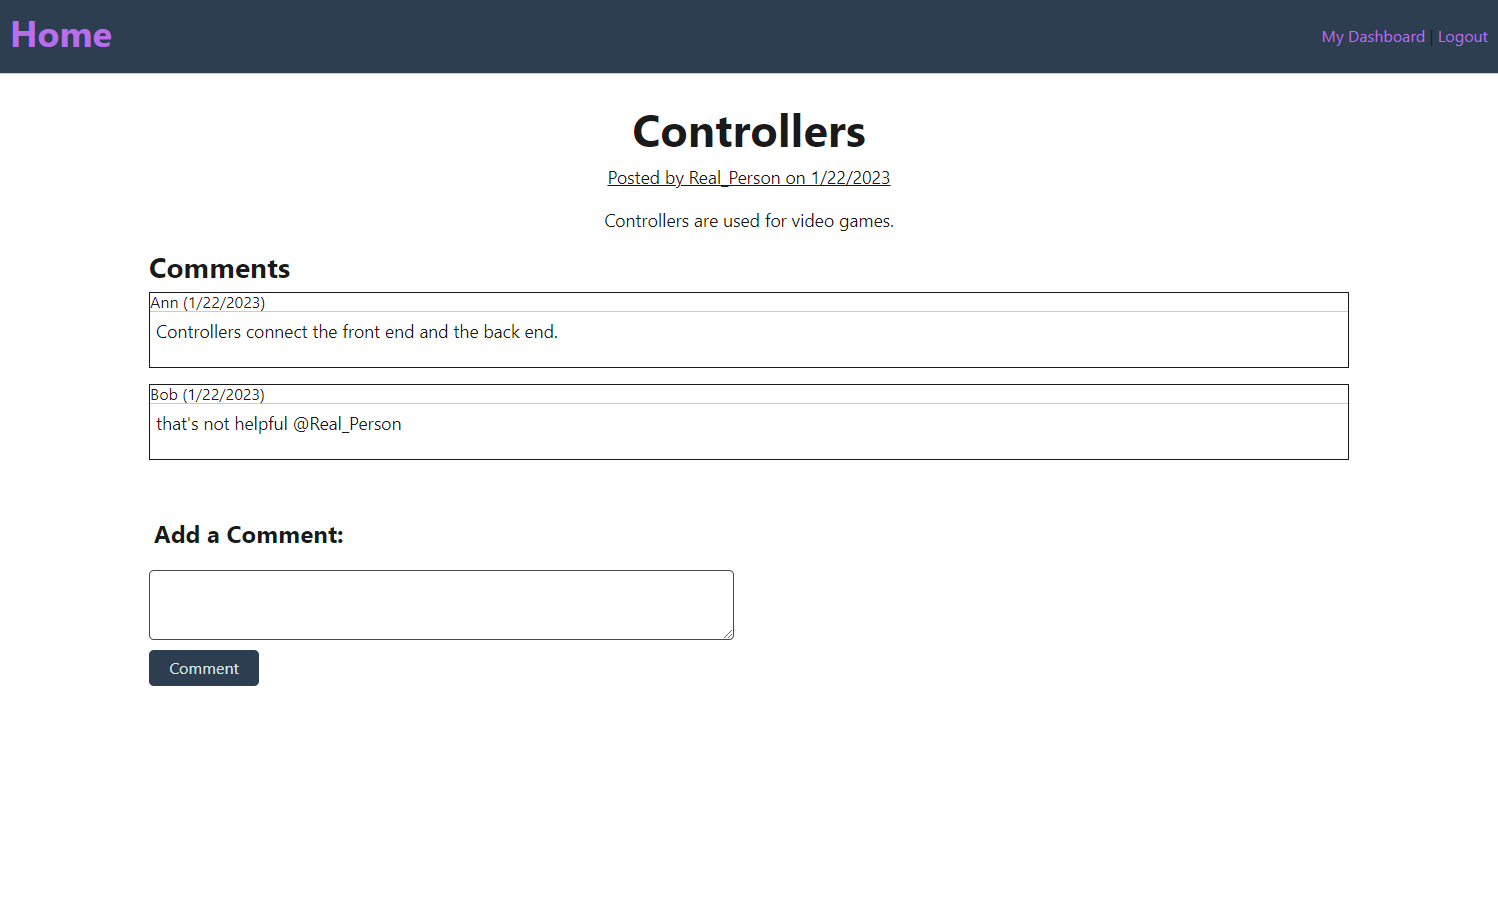 Home
My Dashboard | Logout
Controllers
Posted by Real_Person on 1/22/2023
Controllers are used for video games.
Comments
Ann (1/22/2023)
Controllers connect the front end and the back end.
Bob (1/22/2023)
that's not helpful @Real_Person
Add a Comment:
Comment